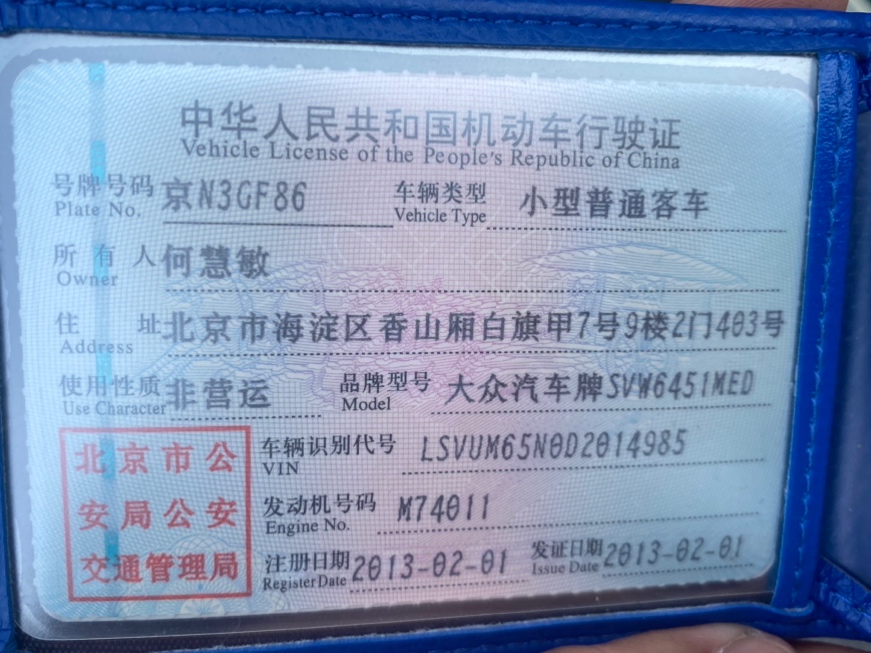 中华人民共和国机动车行驶证
Vehicle License of the People's Republic of China
号牌号码 京N3GF86 车辆类型 小型普通客车
Plate No. Vehicle Type
所有人 何慧敏
Owner
住址 北京市海淀区香山厢白旗甲7号9楼2门403号
Address
使用性质 非营运 品牌型号 大众汽车牌SVW6451MED
Use Character Model
北京市公
安局公安
交通管理局
车辆识别代号 LSVUM65N0D2014985
VIN
发动机号码 M74011
Engine No.
注册日期 2013-02-01 发证日期 2013-02-01
Register Date Issue Date